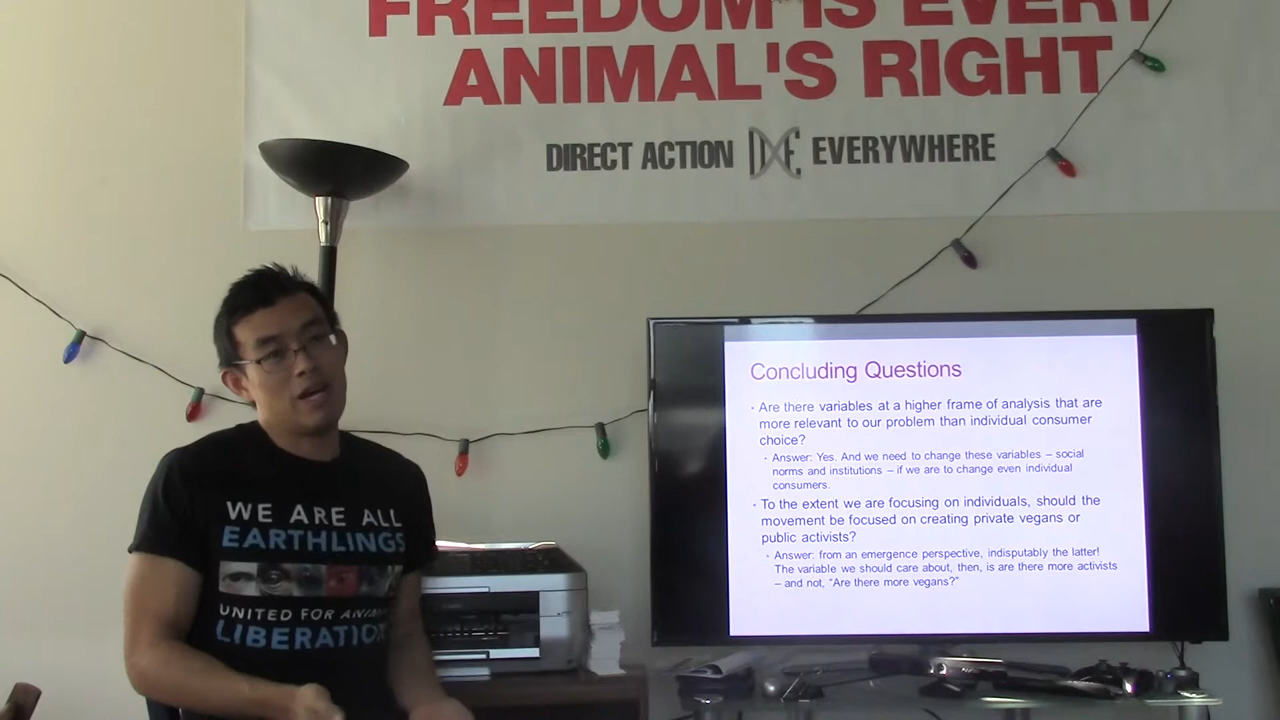 FREEDOM IS EVERY
ANIMAL'S RIGHT
DIRECT ACTION DxE EVERYWHERE
WE ARE ALL
EARTHLINGS
UNITED FOR ANIMAL
LIBERATION
Concluding Questions
• Are there variables at a higher frame of analysis that are
more relevant to our problem than individual consumer
choice?
• Answer: Yes. And we need to change these variables – social
norms and institutions – if we are to change even individual
consumers.
• To the extent we are focusing on individuals, should the
movement be focused on creating private vegans or
public activists?
• Answer: from an emergence perspective, indisputably the latter!
The variable we should care about, then, is are there more activists
– and not, “Are there more vegans?”